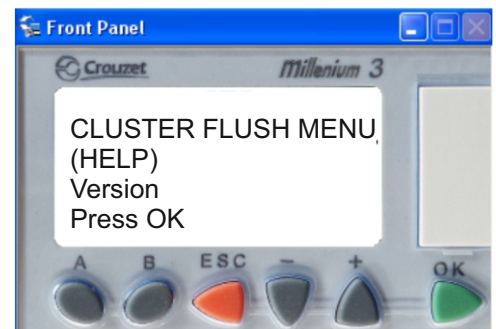 Front Panel
Crouzet Millenium 3
CLUSTER FLUSH MENU
(HELP)
Version
Press OK
A B ESC - + OK